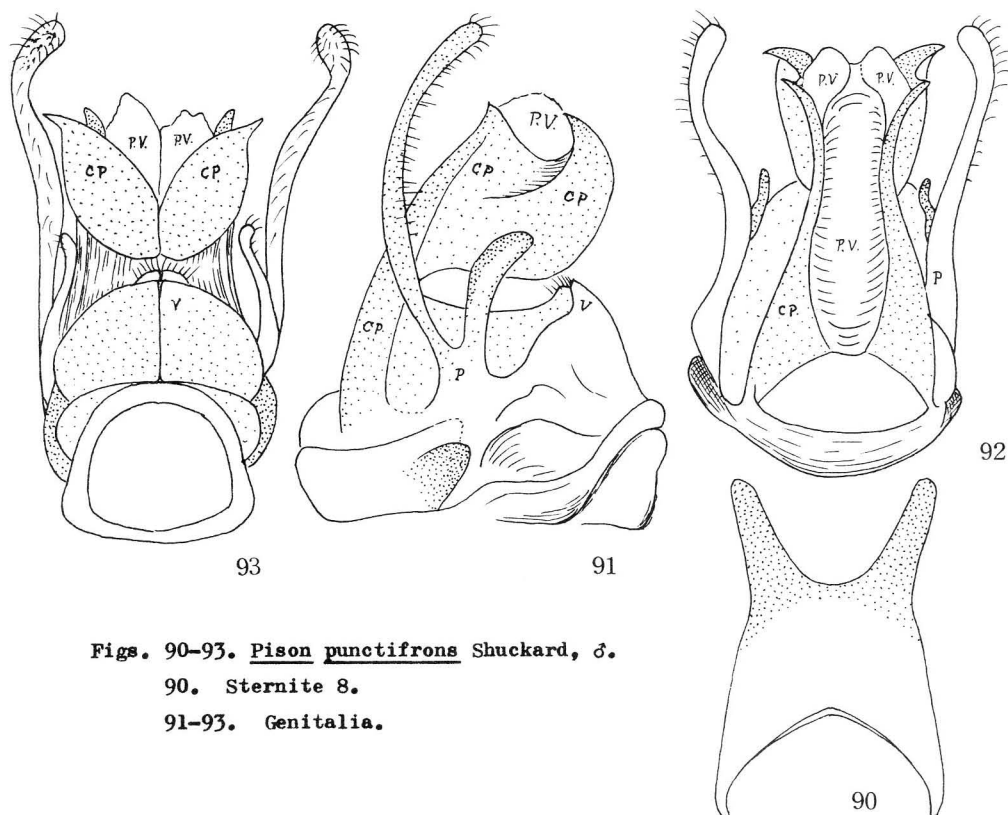 P.V. P.V.
CP CP
V
93
P.V.
CP CP
CP
P
V
91
P.V. P.V.
P.V.
CP
P
92
90
Figs. 90-93. Pison punctifrons Shuckard, ♂.
90. Sternite 8.
91-93. Genitalia.